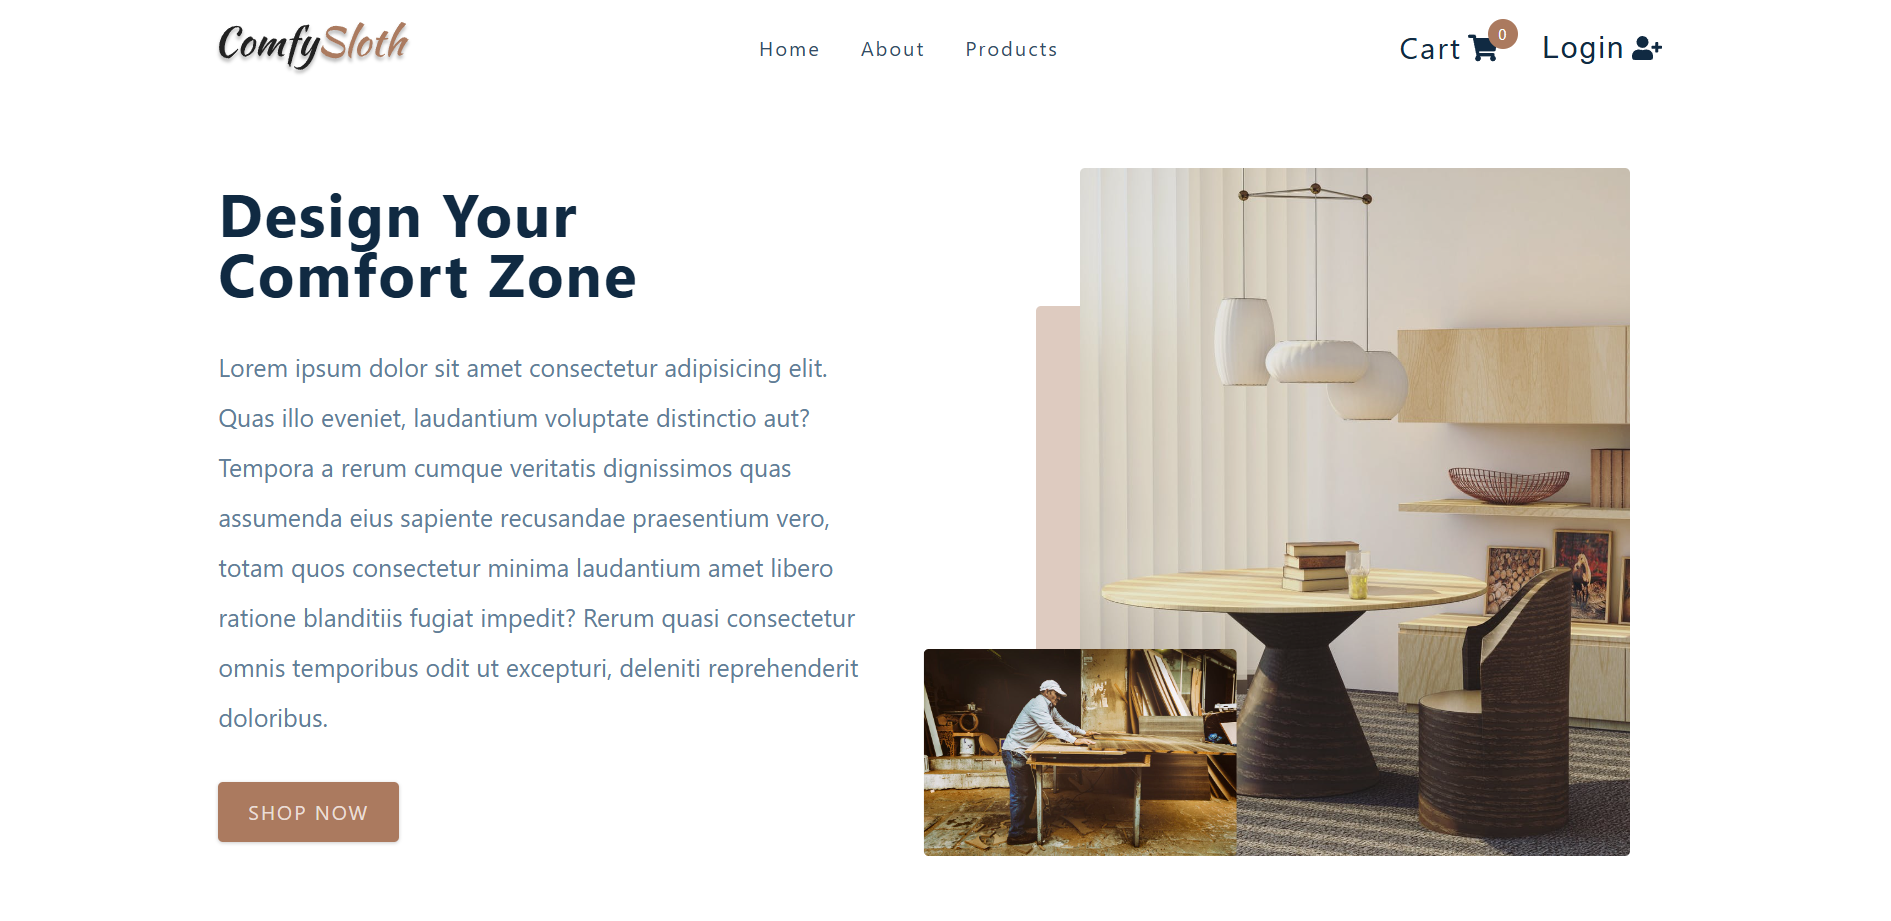 ComfySloth
Home About Products
Cart 0 Login
Design Your
Comfort Zone
Lorem ipsum dolor sit amet consectetur adipisicing elit.
Quas illo eveniet, laudantium voluptate distinctio aut?
Tempora a rerum cumque veritatis dignissimos quas
assumenda eius sapiente recusandae praesentium vero,
totam quos consectetur minima laudantium amet libero
ratione blanditiis fugiat impedit? Rerum quasi consectetur
omnis temporibus odit ut excepturi, deleniti reprehenderit
doloribus.
SHOP NOW